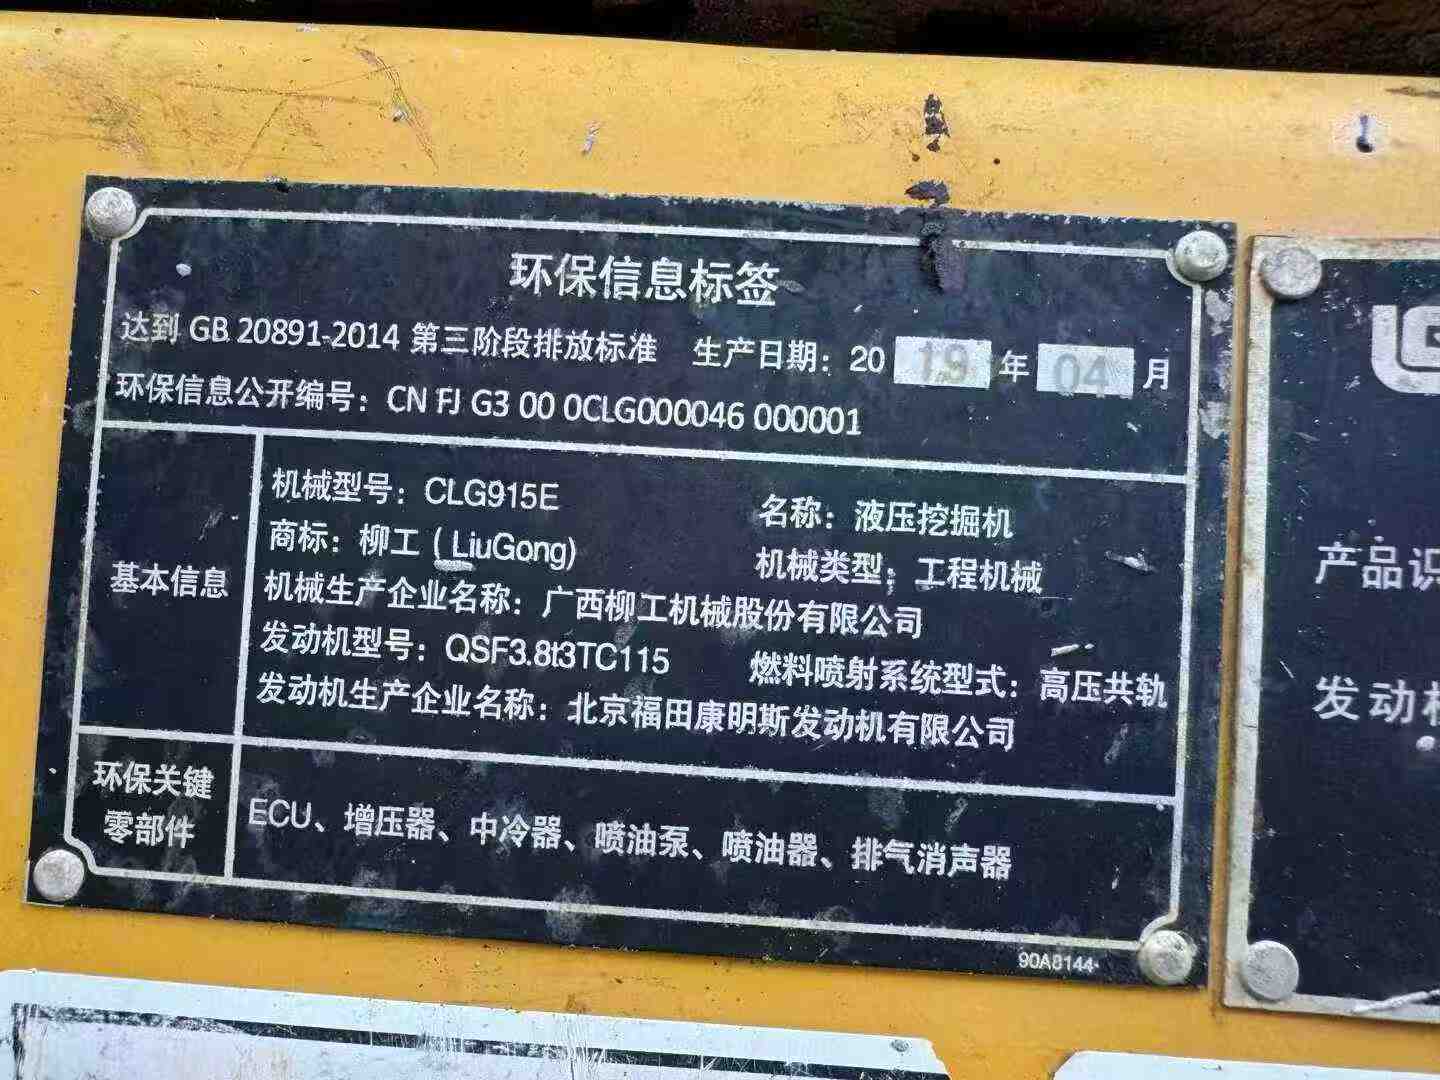 环保信息标签
达到 GB 20891-2014 第三阶段排放标准 生产日期：20 19 年 04 月
环保信息公开编号：CN FJ G3 00 0CLG000046 000001
基本信息
机械型号：CLG915E 名称：液压挖掘机
商标：柳工（LiuGong) 机械类型：工程机械
机械生产企业名称：广西柳工机械股份有限公司
发动机型号：QSF3.8t3TC115 燃料喷射系统型式：高压共轨
发动机生产企业名称：北京福田康明斯发动机有限公司
环保关键
零部件
ECU、增压器、中冷器、喷油泵、喷油器、排气消声器
90A8144
产品识
发动